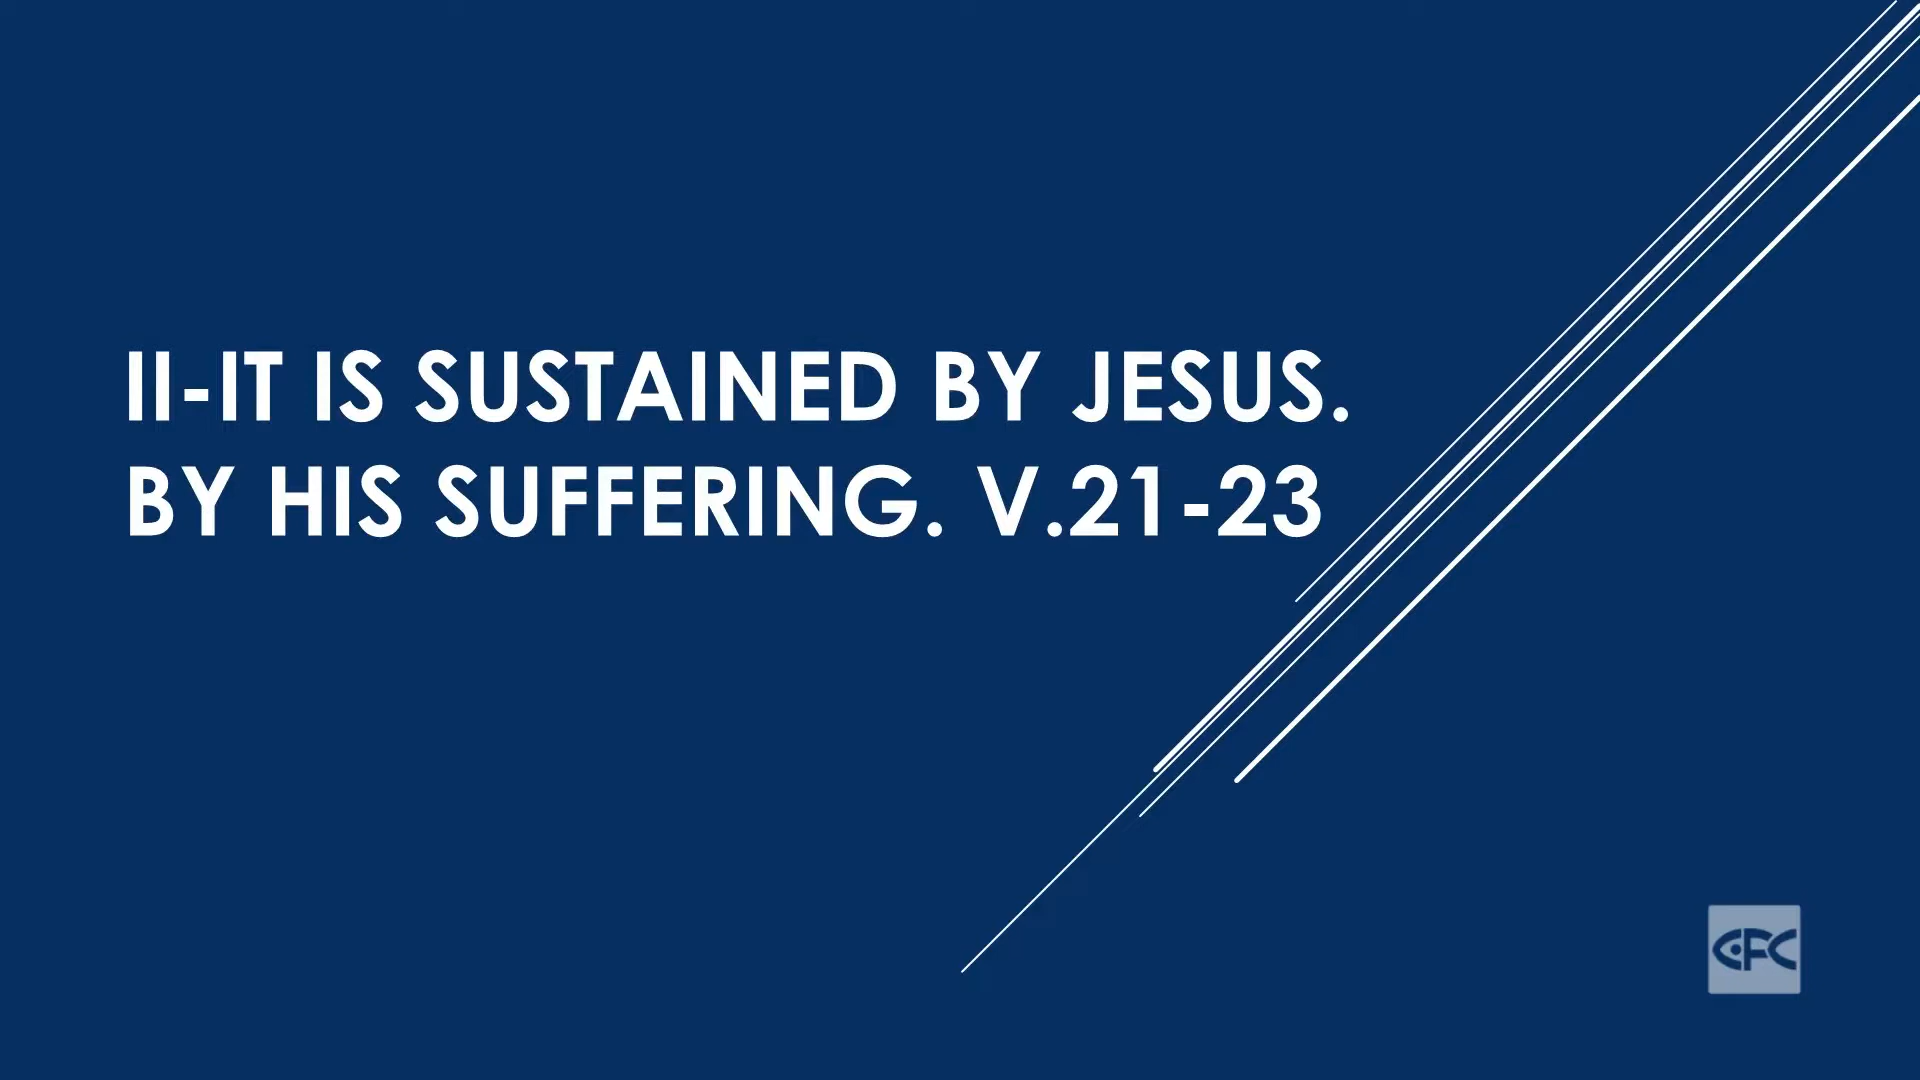 II-IT IS SUSTAINED BY JESUS.
BY HIS SUFFERING. V.21-23
CFC